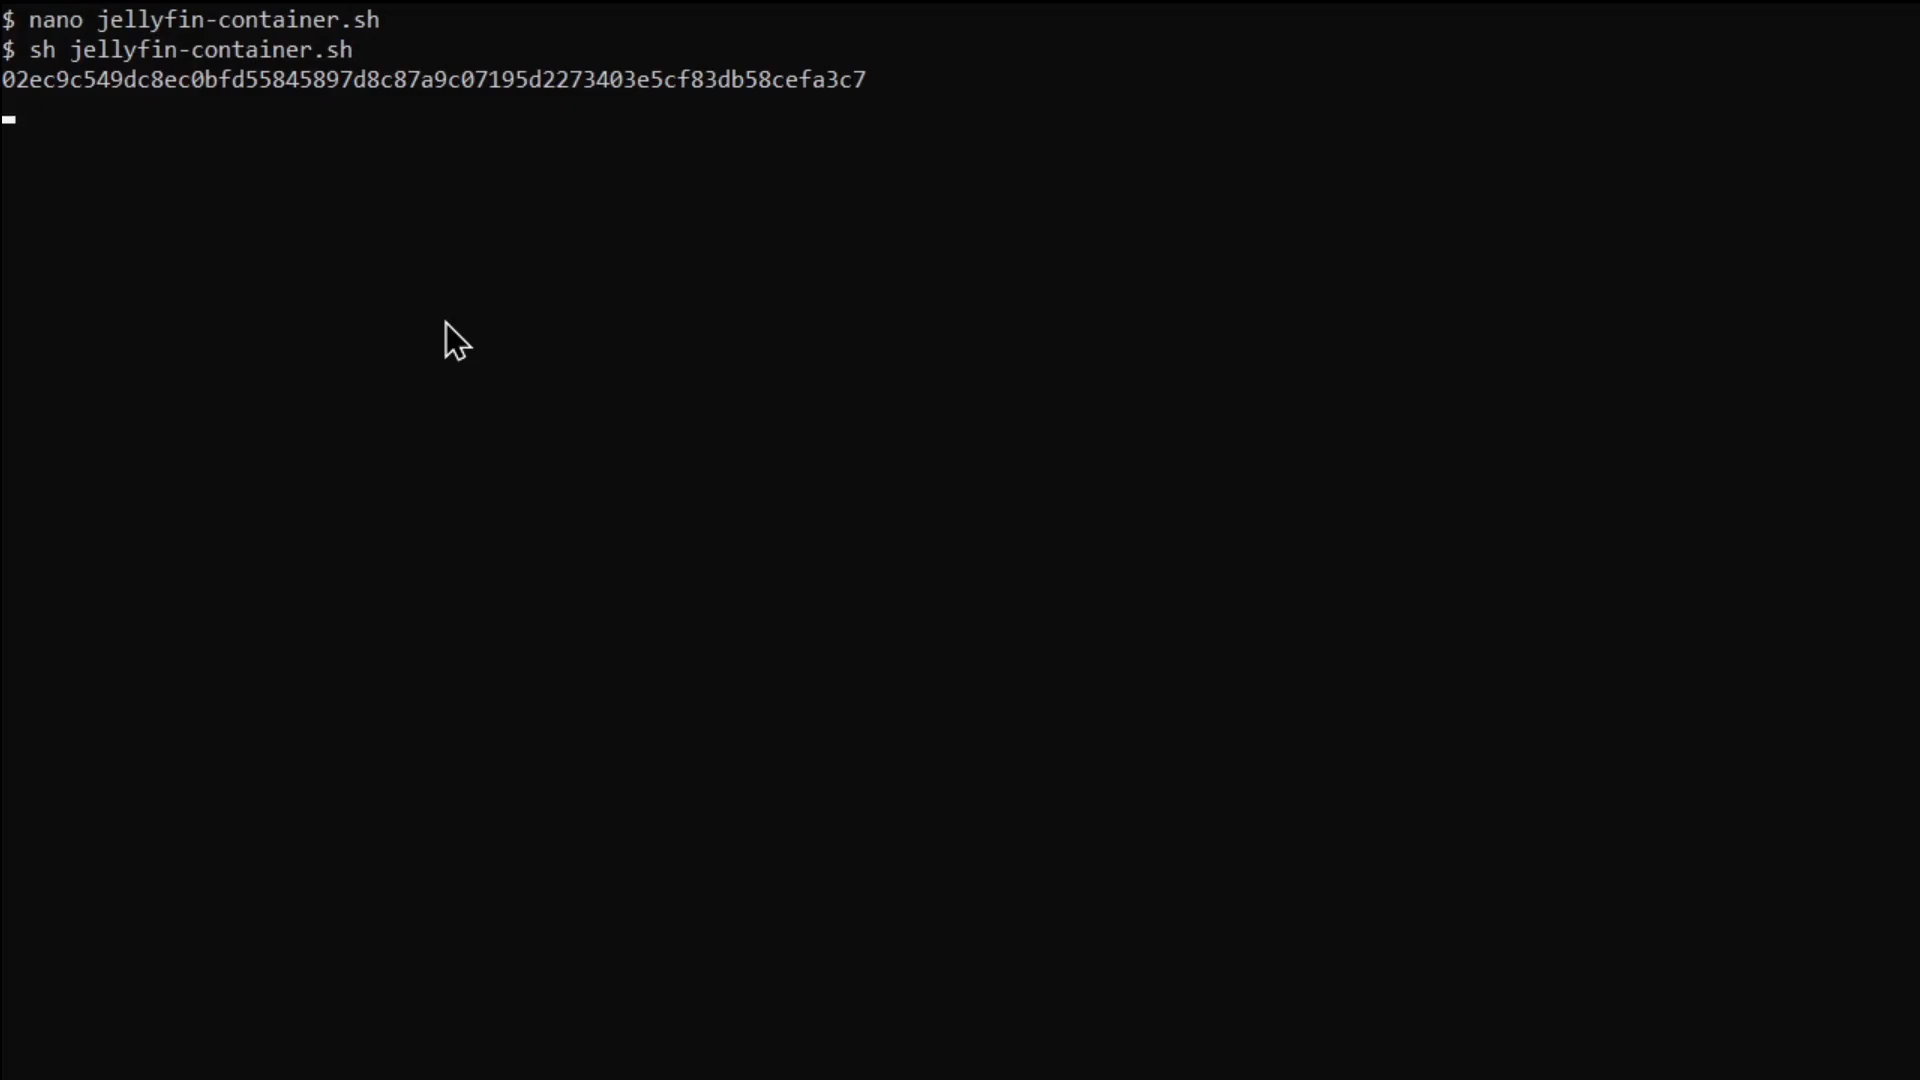 $ nano jellyfin-container.sh
$ sh jellyfin-container.sh
02ec9c549dc8ec0bfd55845897d8c87a9c07195d2273403e5cf83db58cefa3c7